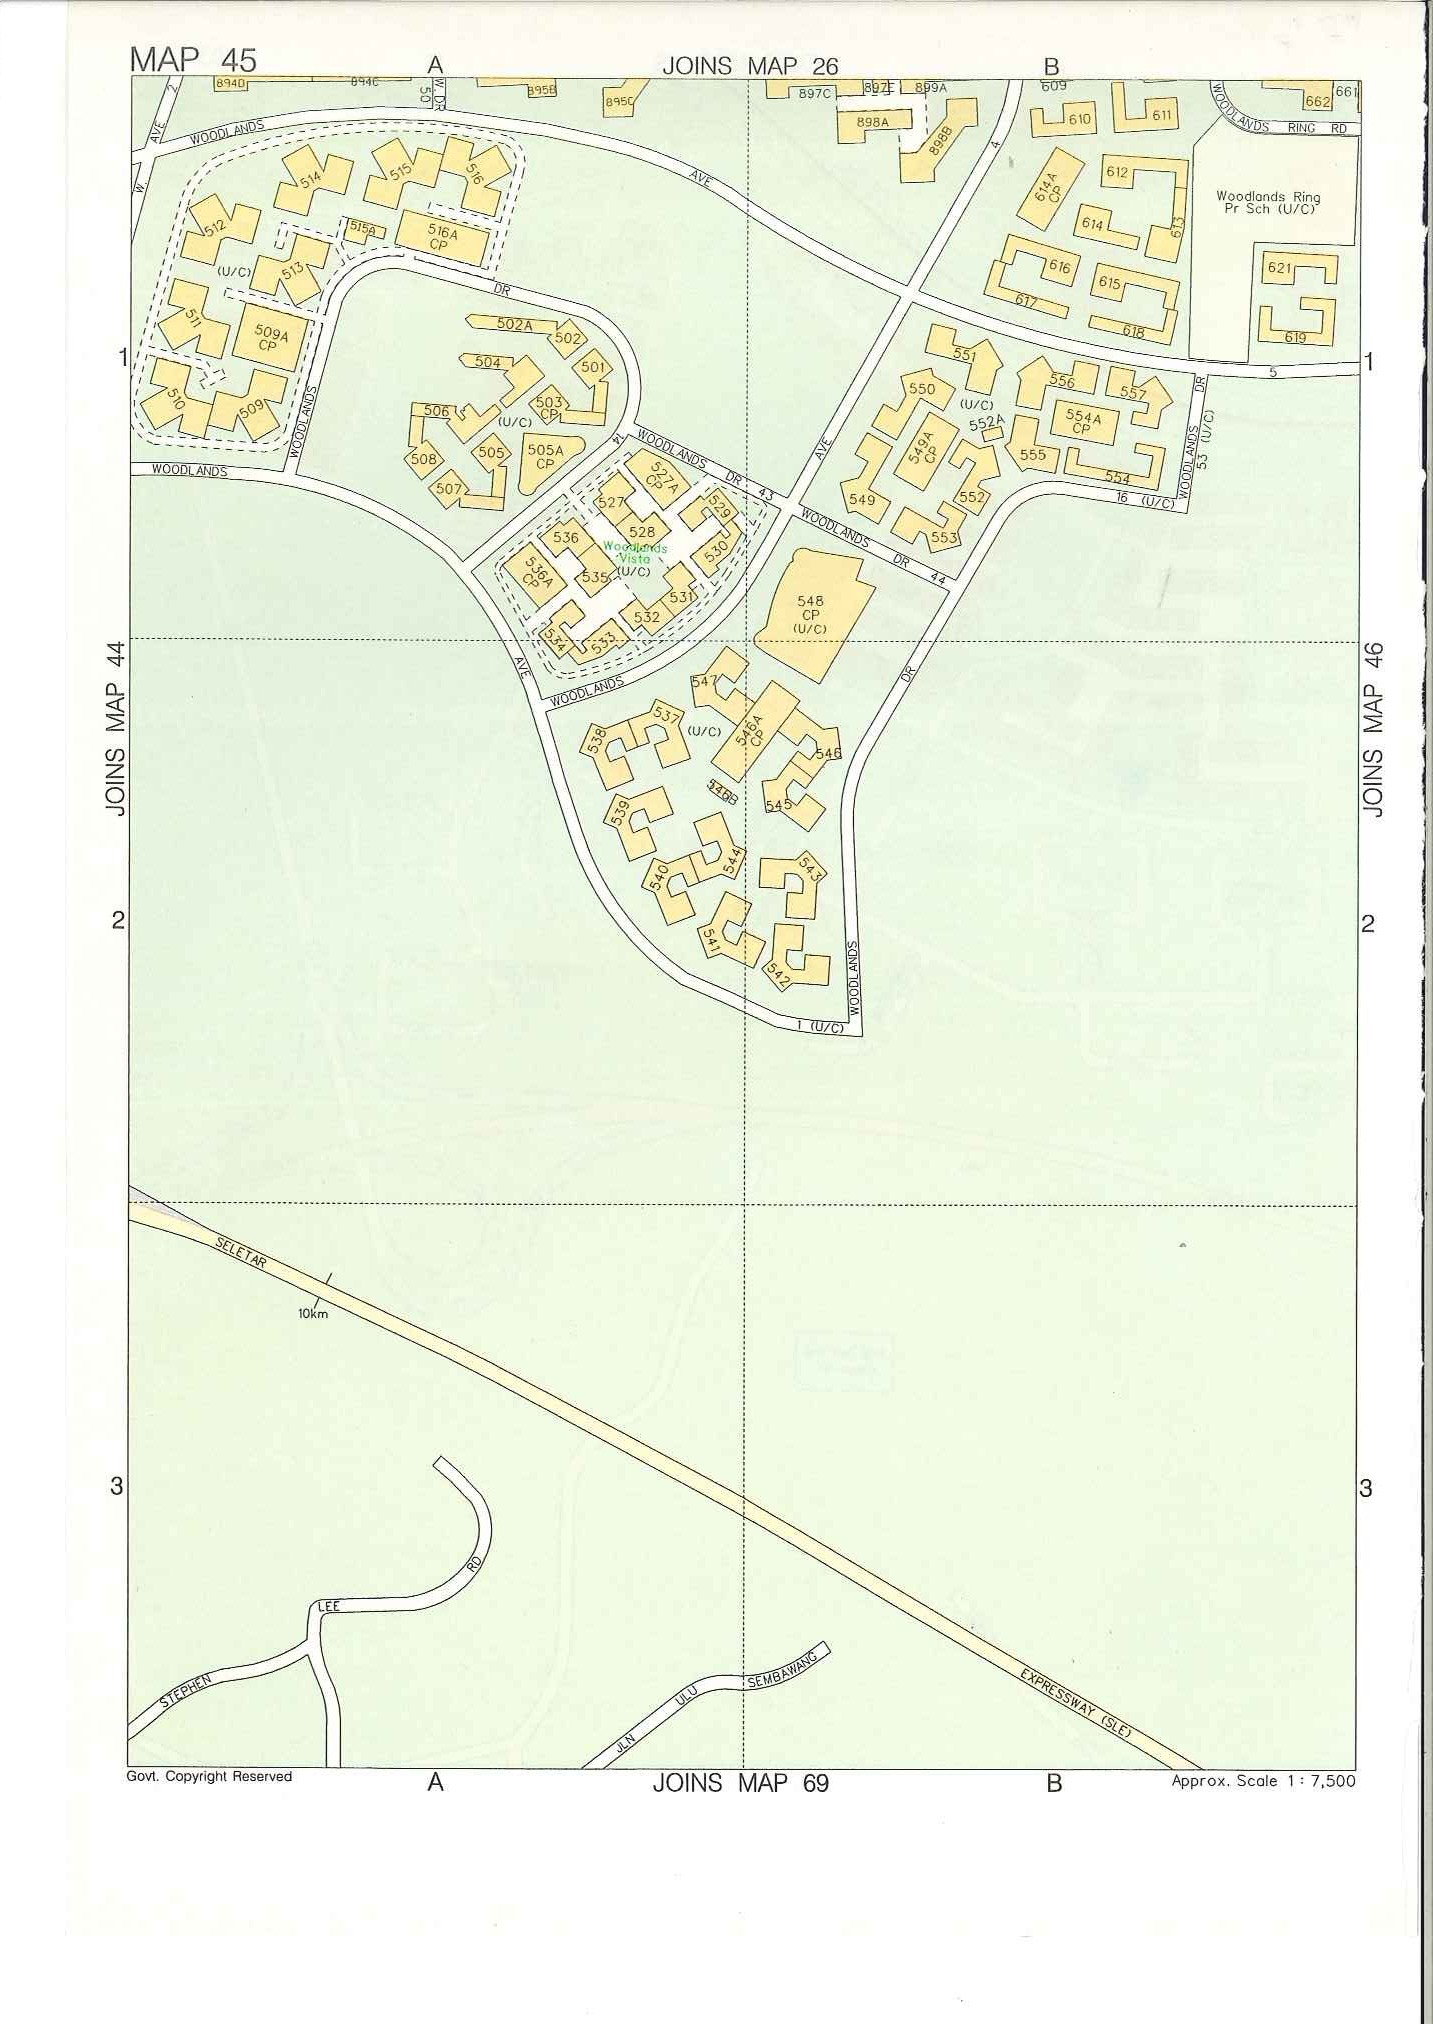 MAP 45
A
JOINS MAP 26
B
894D
894C
W. DR
50
895B
895C
897C
897E
899A
609
WOODLANDS
RING RD
662
661
2
AVE
W.
WOODLANDS
AVE
898A
898B
4
610
611
514
515
516
614A
CP
612
Woodlands Ring
Pr Sch (U/C)
512
515A
516A
CP
614
613
(U/C)
513
616
615
621
511
509A
CP
DR
617
618
619
502A
502
504
501
551
1
1
5
510
509
WOODLANDS
506
503
CP
(U/C)
550
(U/C)
552A
556
557
554A
CP
DR
508
505
505A
CP
14
WOODLANDS
DR
43
AVE
549A
CP
555
554
WOODLANDS
53 (U/C)
WOODLANDS
507
527A
CP
527
529
549
552
16 (U/C)
528
536
530
WOODLANDS
DR
44
553
Woodlands
Vista
(U/C)
536A
CP
535
531
532
548
CP
(U/C)
534
533
JOINS MAP 44
JOINS MAP 46
AVE
WOODLANDS
DR
547
537
538
(U/C)
546A
CP
546
546B
545
539
544
540
543
541
542
2
2
WOODLANDS
1 (U/C)
SELETAR
10km
3
3
RD
LEE
STEPHEN
SEMBAWANG
ULU
JLN
EXPRESSWAY (SLE)
Govt. Copyright Reserved
A
JOINS MAP 69
B
Approx. Scale 1 : 7,500